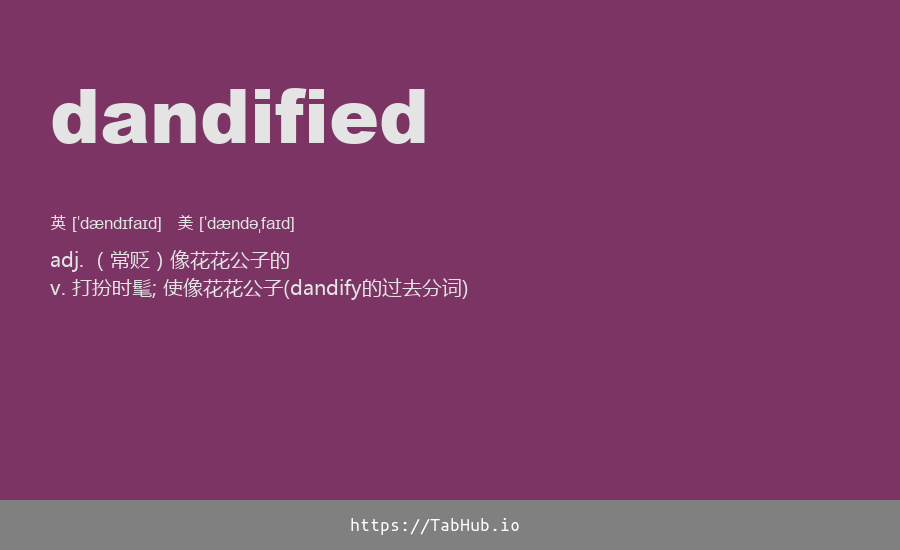 dandified
英 [ˈdændɪfaɪd] 美 [ˈdændəˌfaɪd]
adj. （常贬）像花花公子的
v. 打扮时髦; 使像花花公子(dandify的过去分词)
https://TabHub.io